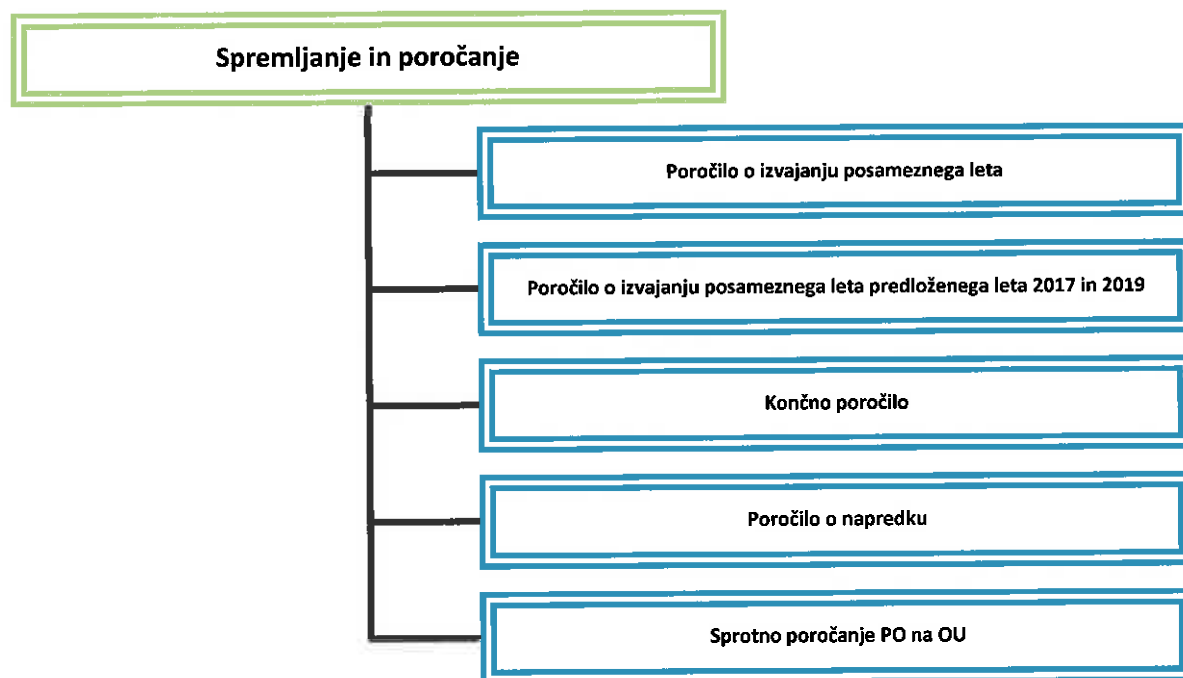 Spremljanje in poročanje
Poročilo o izvajanju posameznega leta
Poročilo o izvajanju posameznega leta predloženega leta 2017 in 2019
Končno poročilo
Poročilo o napredku
Sprotno poročanje PO na OU